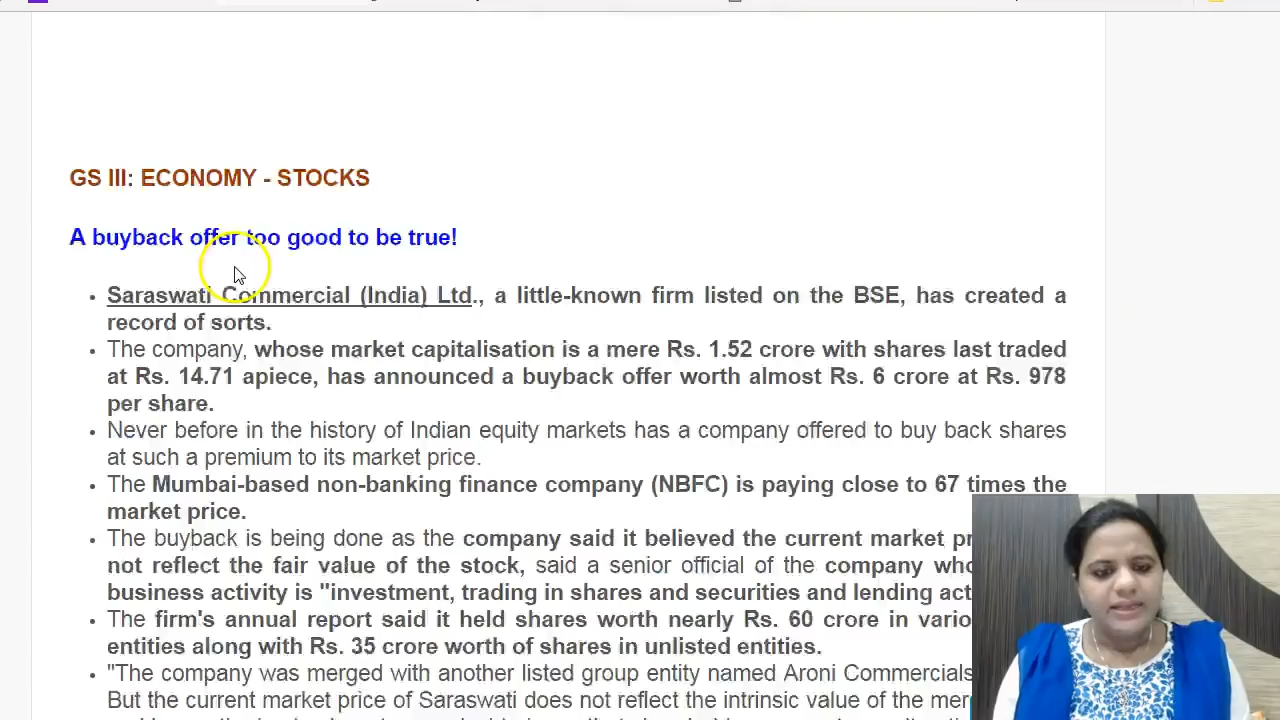 GS III: ECONOMY - STOCKS
A buyback offer too good to be true!
• Saraswati Commercial (India) Ltd., a little-known firm listed on the BSE, has created a
record of sorts.
• The company, whose market capitalisation is a mere Rs. 1.52 crore with shares last traded
at Rs. 14.71 apiece, has announced a buyback offer worth almost Rs. 6 crore at Rs. 978
per share.
• Never before in the history of Indian equity markets has a company offered to buy back shares
at such a premium to its market price.
• The Mumbai-based non-banking finance company (NBFC) is paying close to 67 times the
market price.
• The buyback is being done as the company said it believed the current market
not reflect the fair value of the stock, said a senior official of the company
business activity is "investment, trading in shares and securities and lending
• The firm's annual report said it held shares worth nearly Rs. 60 crore in
entities along with Rs. 35 crore worth of shares in unlisted entities.
• "The company was merged with another listed group entity named Aroni Commercials
But the current market price of Saraswati does not reflect the intrinsic value of the